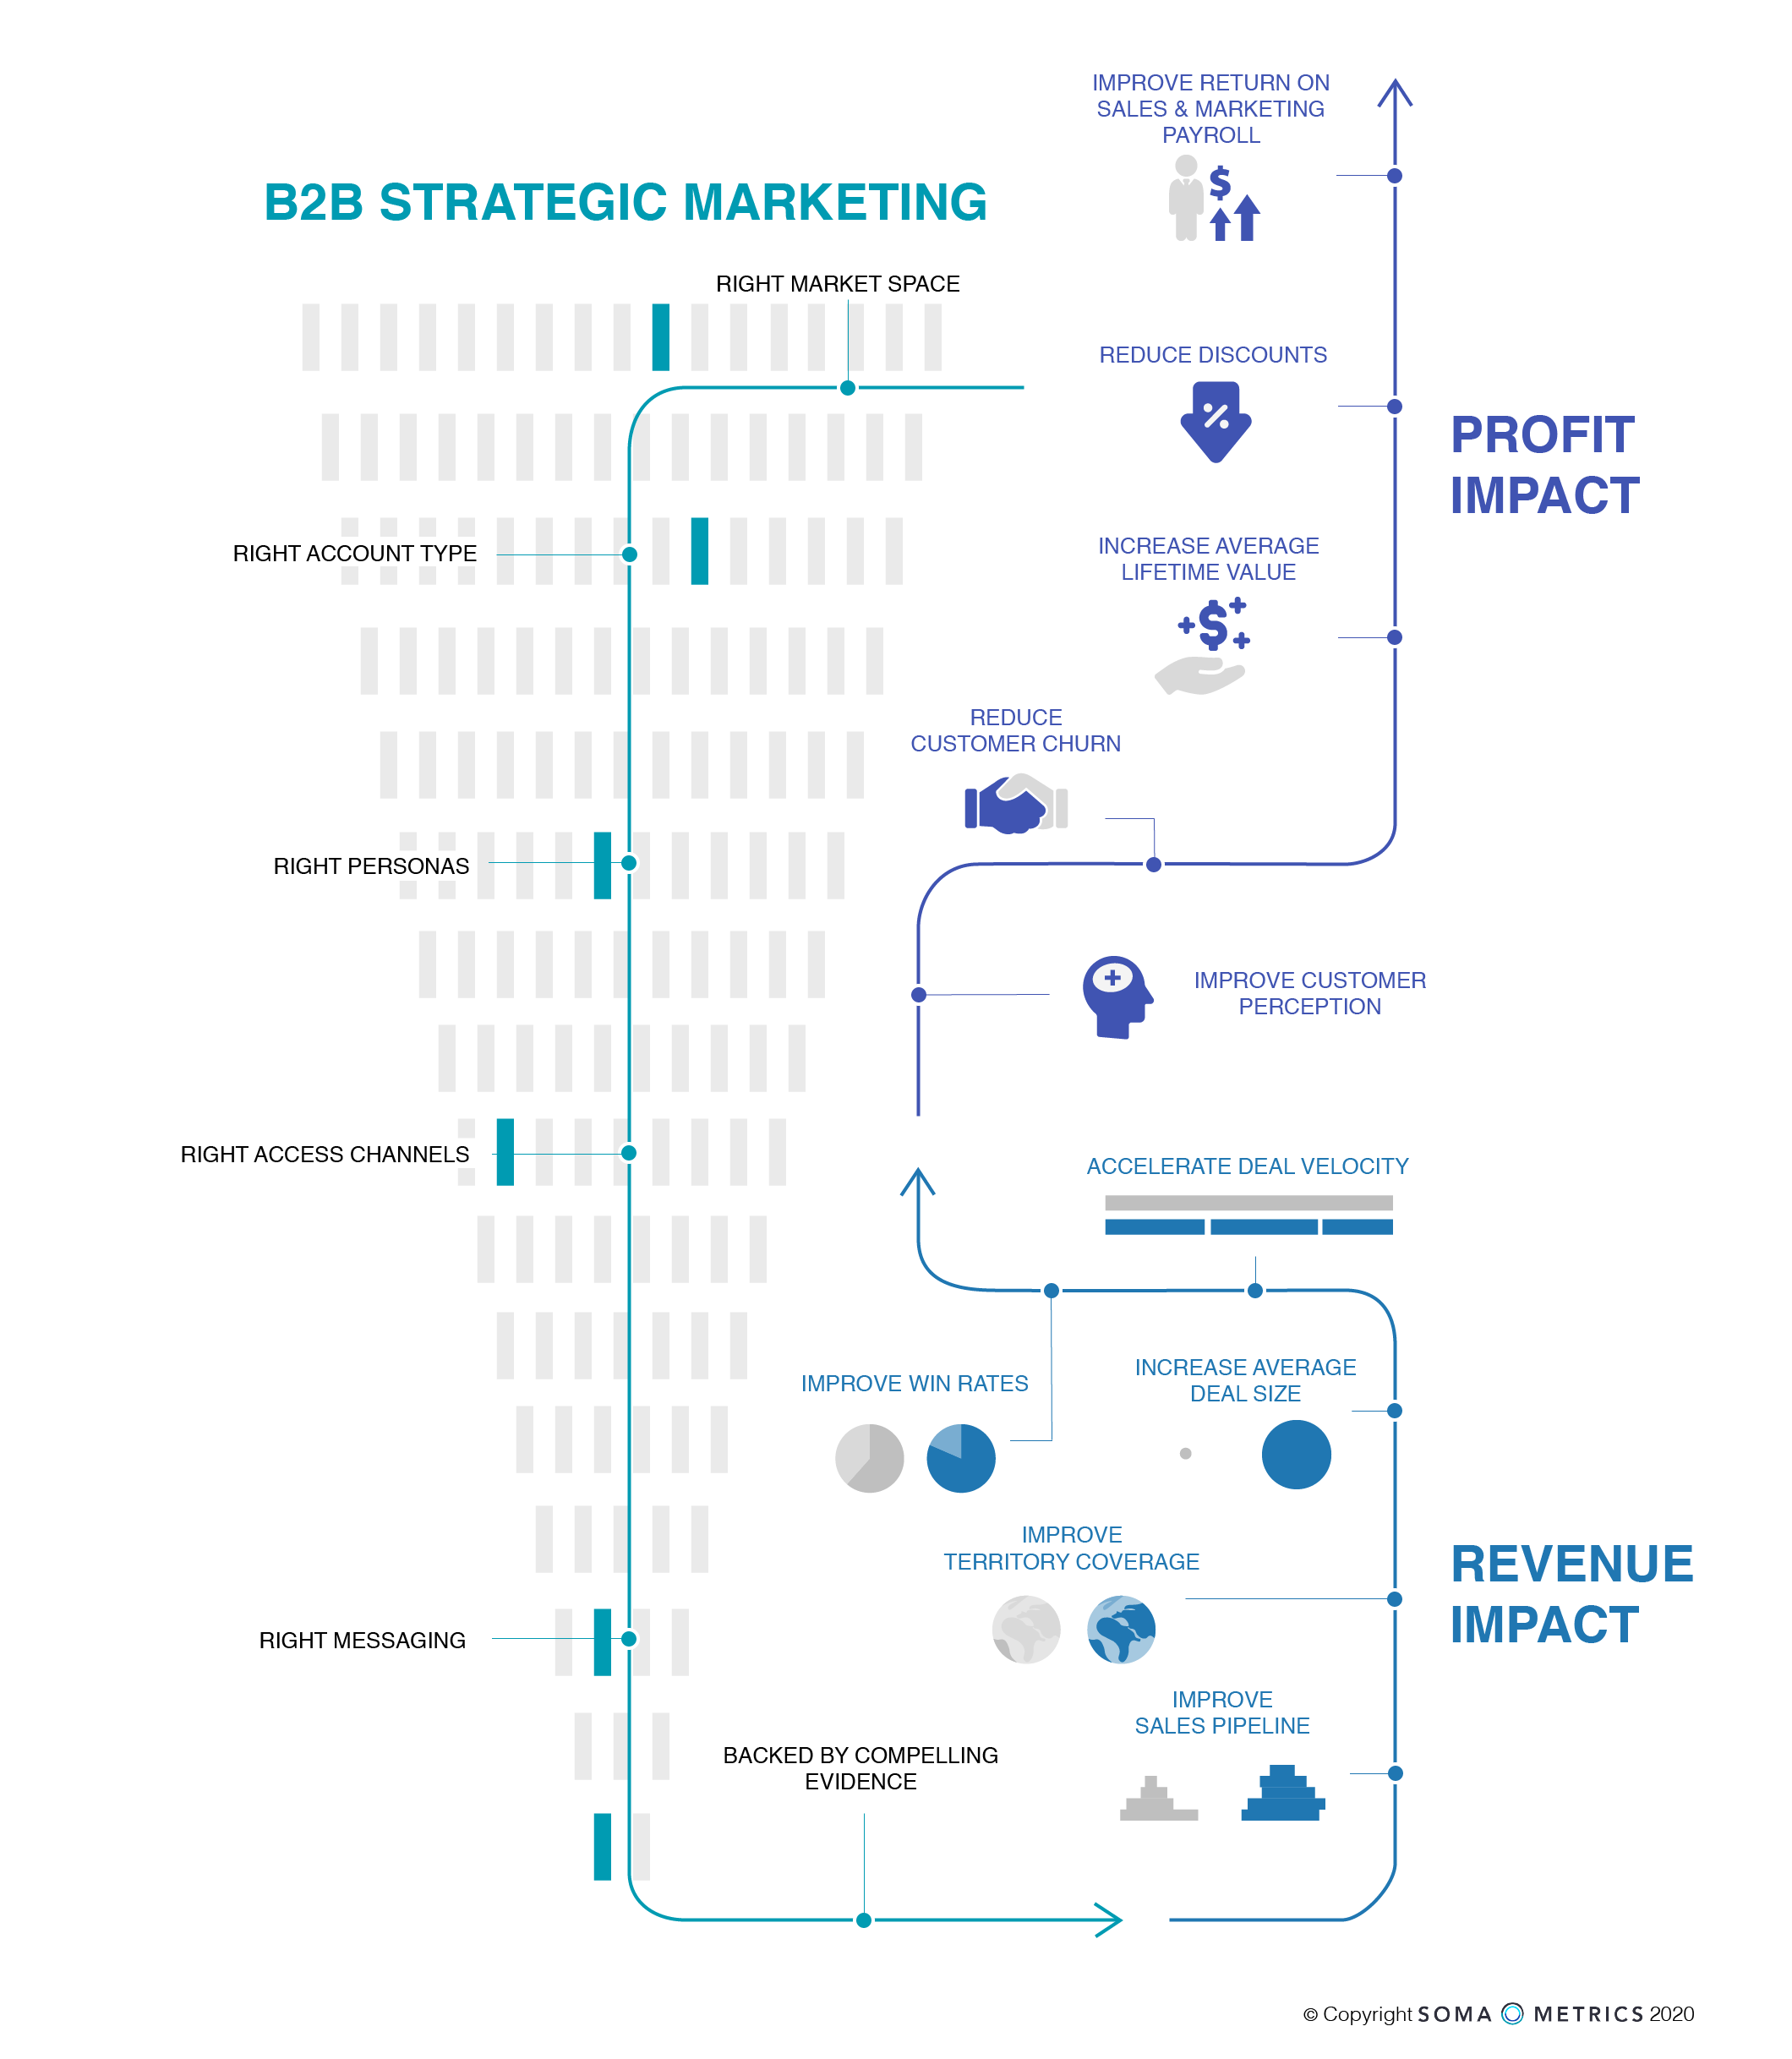 B2B STRATEGIC MARKETING
RIGHT MARKET SPACE
RIGHT ACCOUNT TYPE
RIGHT PERSONAS
RIGHT ACCESS CHANNELS
RIGHT MESSAGING
BACKED BY COMPELLING
EVIDENCE
IMPROVE RETURN ON
SALES & MARKETING
PAYROLL
$
REDUCE DISCOUNTS
%
PROFIT
IMPACT
INCREASE AVERAGE
LIFETIME VALUE
$
REDUCE
CUSTOMER CHURN
IMPROVE CUSTOMER
PERCEPTION
ACCELERATE DEAL VELOCITY
IMPROVE WIN RATES
INCREASE AVERAGE
DEAL SIZE
IMPROVE
TERRITORY COVERAGE
REVENUE
IMPACT
IMPROVE
SALES PIPELINE
© Copyright SOMA METRICS 2020